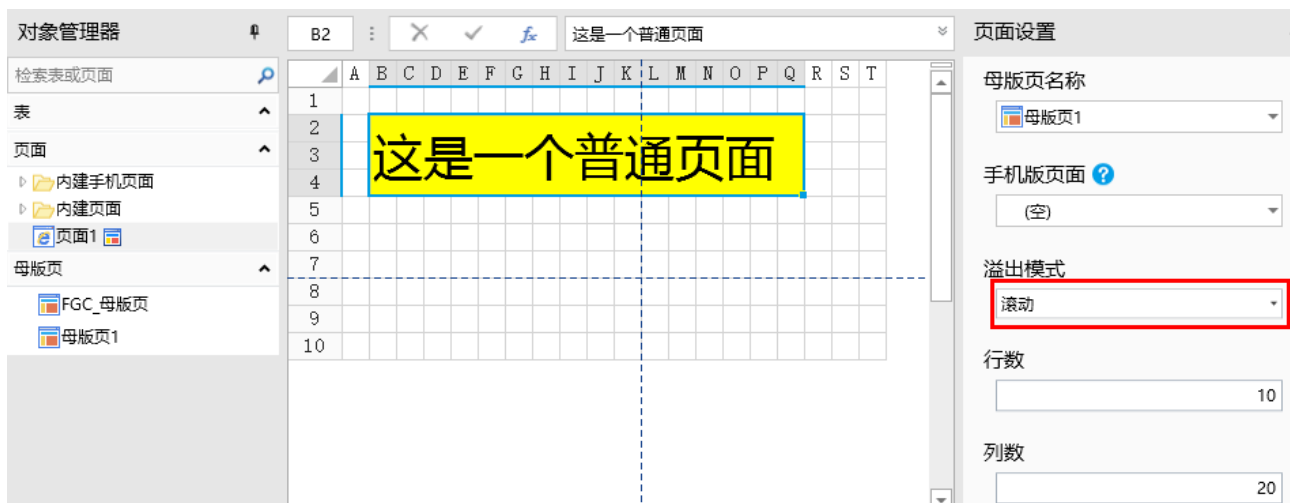 对象管理器
B2
fx
这是一个普通页面
页面设置
检索表或页面
表
页面
内建手机页面
内建页面
页面1
母版页
FGC_母版页
母版页1
A B C D E F G H I J K L M N O P Q R S T
1
2
3
4
5
6
7
8
9
10
这是一个普通页面
母版页名称
母版页1
手机版页面 ?
(空)
溢出模式
滚动
行数
10
列数
20